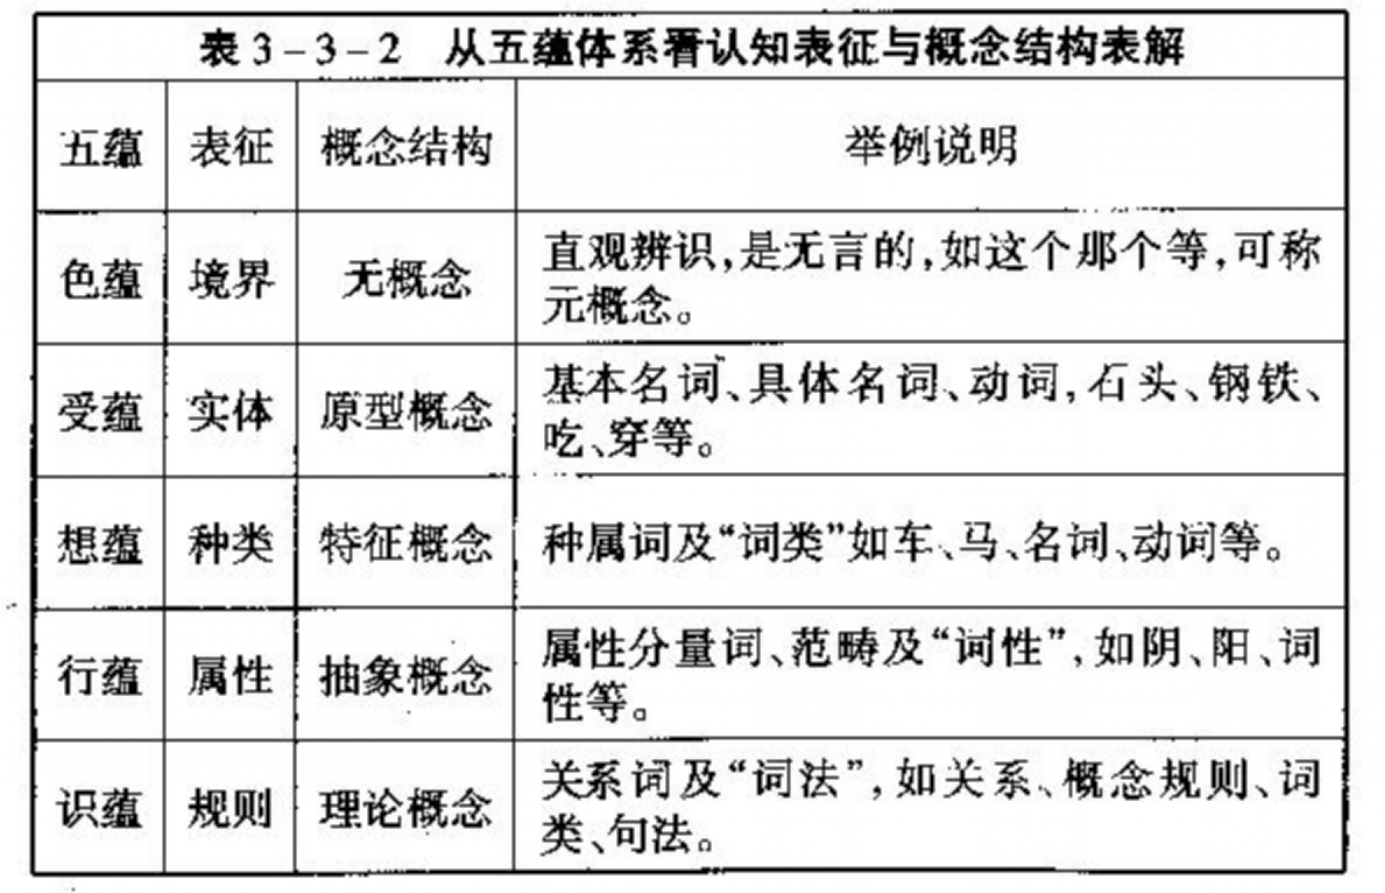 表3-3-2 从五蕴体系看认知表征与概念结构表解
五蕴 表征 概念结构 举例说明
色蕴 境界 无概念 直观辨识,是无言的,如这个那个等,可称
元概念。
受蕴 实体 原型概念 基本名词、具体名词、动词,石头、钢铁、
吃、穿等。
想蕴 种类 特征概念 种属词及“词类”如车、马、名词、动词等。
行蕴 属性 抽象概念 属性分量词、范畴及“词性”,如阴、阳、词
性等。
识蕴 规则 理论概念 关系词及“词法”,如关系、概念规则、词
类、句法。